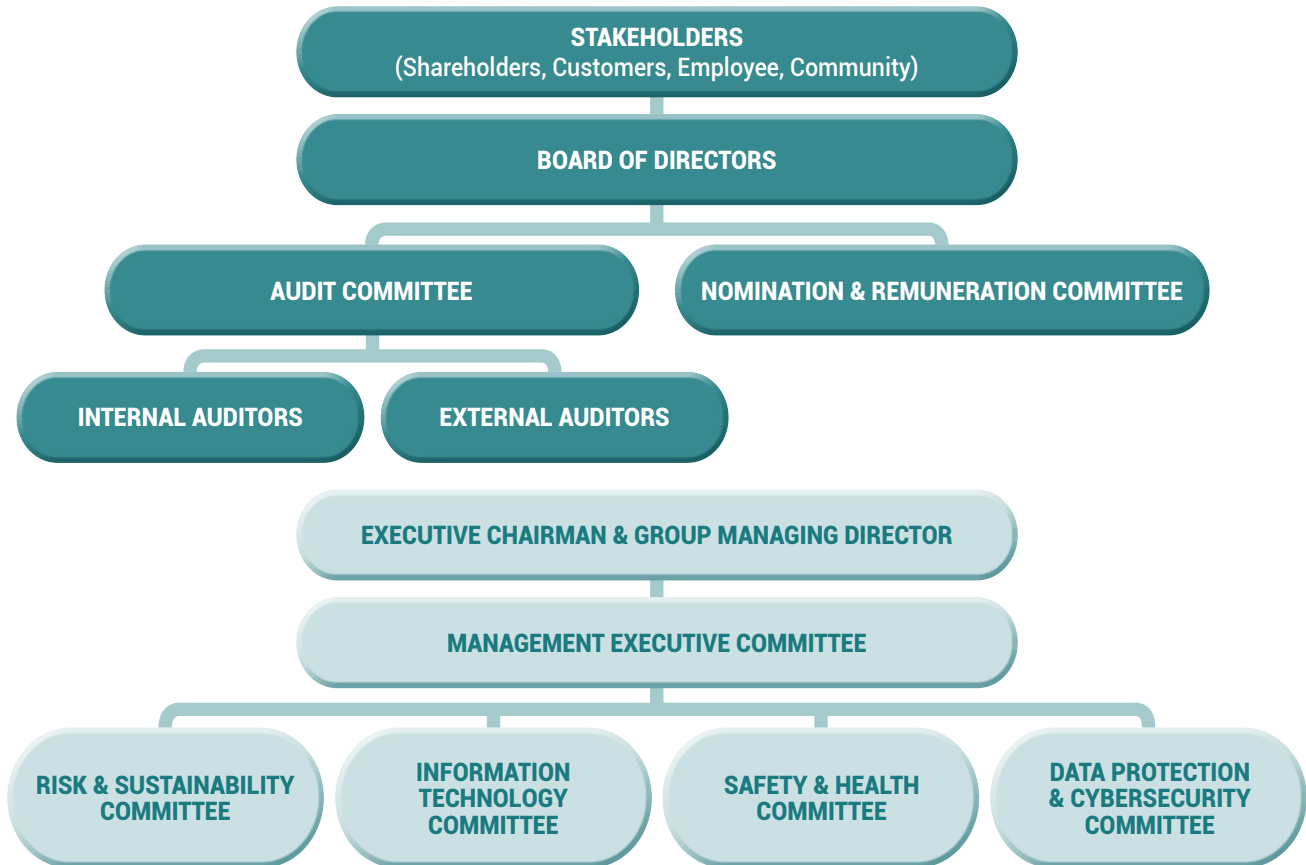 STAKEHOLDERS
(Shareholders, Customers, Employee, Community)
BOARD OF DIRECTORS
AUDIT COMMITTEE
NOMINATION & REMUNERATION COMMITTEE
INTERNAL AUDITORS
EXTERNAL AUDITORS
EXECUTIVE CHAIRMAN & GROUP MANAGING DIRECTOR
MANAGEMENT EXECUTIVE COMMITTEE
RISK & SUSTAINABILITY
COMMITTEE
INFORMATION
TECHNOLOGY
COMMITTEE
SAFETY & HEALTH
COMMITTEE
DATA PROTECTION
& CYBERSECURITY
COMMITTEE